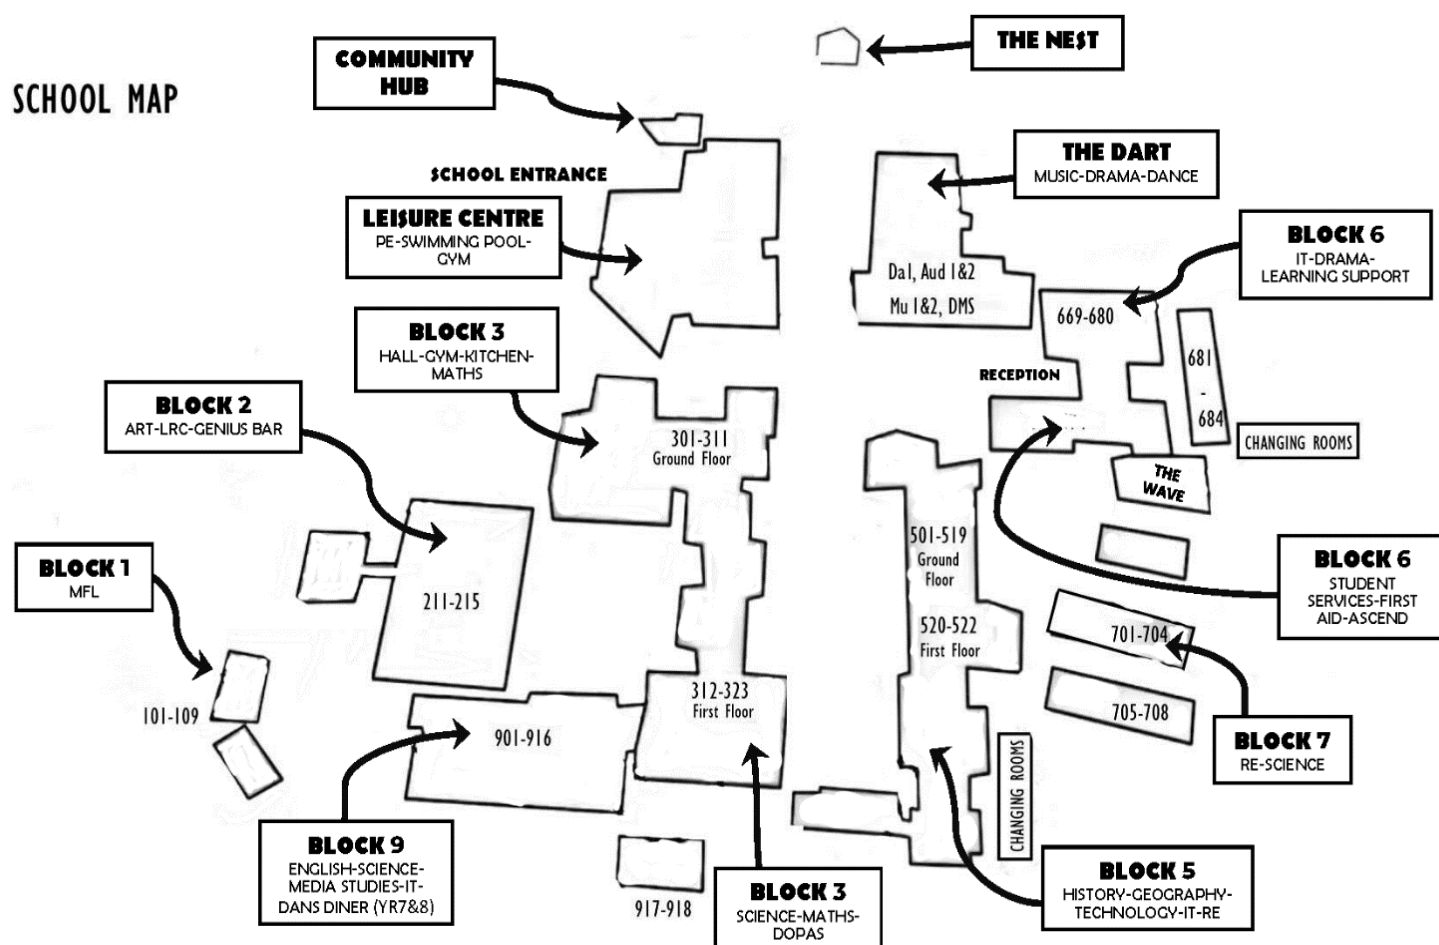 THE NEST
COMMUNITY
HUB
SCHOOL MAP
SCHOOL ENTRANCE
THE DART
MUSIC-DRAMA-DANCE
LEISURE CENTRE
PE-SWIMMING POOL-
GYM
BLOCK 6
IT-DRAMA-
LEARNING SUPPORT
Da1, Aud 1&2
Mu 1&2, DMS
669-680
BLOCK 3
HALL-GYM-KITCHEN-
MATHS
681
-
684
RECEPTION
BLOCK 2
ART-LRC-GENIUS BAR
301-311
Ground Floor
CHANGING ROOMS
THE
WAVE
501-519
Ground
Floor
BLOCK 1
MFL
BLOCK 6
STUDENT
SERVICES-FIRST
AID-ASCEND
211-215
520-522
First Floor
701-704
101-109
312-323
First Floor
705-708
901-916
BLOCK 7
RE-SCIENCE
CHANGING ROOMS
BLOCK 9
ENGLISH-SCIENCE-
MEDIA STUDIES-IT-
DANS DINER (YR7&8)
917-918
BLOCK 3
SCIENCE-MATHS-
DOPAS
BLOCK 5
HISTORY-GEOGRAPHY-
TECHNOLOGY-IT-RE